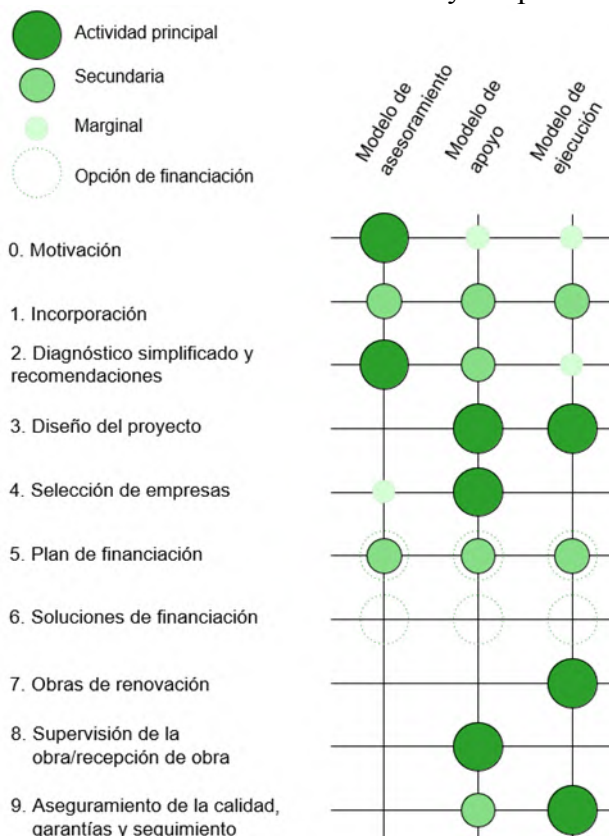 Actividad principal
Secundaria
Marginal
Opción de financiación
Modelo de
asesoramiento
Modelo de
apoyo
Modelo de
ejecución
0. Motivación
1. Incorporación
2. Diagnóstico simplificado y
recomendaciones
3. Diseño del proyecto
4. Selección de empresas
5. Plan de financiación
6. Soluciones de financiación
7. Obras de renovación
8. Supervisión de la
obra/recepción de obra
9. Aseguramiento de la calidad,
garantías y seguimiento